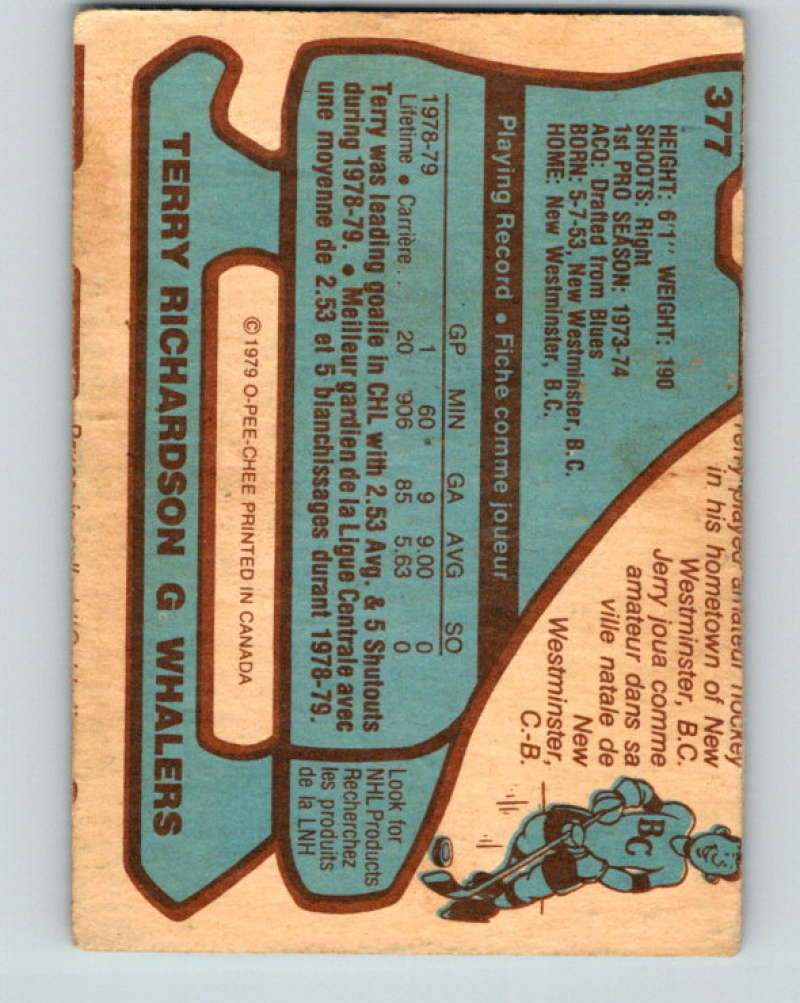 377
HEIGHT: 6'1" WEIGHT: 190
SHOOTS: Right
1st PRO SEASON: 1973-74
ACQ: Drafted from Blues
BORN: 5-7-53, New Westminster, B.C.
HOME: New Westminster, B.C.
Playing Record • Fiche comme joueur
GP MIN GA AVG SO
1978-79 1 60 9 9.00 0
Lifetime • Carrière . . 20 906 85 5.63 0
Terry was leading goalie in CHL with 2.53 Avg. & 5 Shutouts
during 1978-79. • Meilleur gardien de la Ligue Centrale avec
une moyenne de 2.53 et 5 blanchissages durant 1978-79.
Terry played amateur hockey
in his hometown of New
Westminster, B.C.
Jerry joua comme
amateur dans sa
ville natale de
New
Westminster,
C.-B.
BC
Look for
NHL Products
Recherchez
les produits
de la LNH
© 1979 O-PEE-CHEE PRINTED IN CANADA
TERRY RICHARDSON G WHALERS